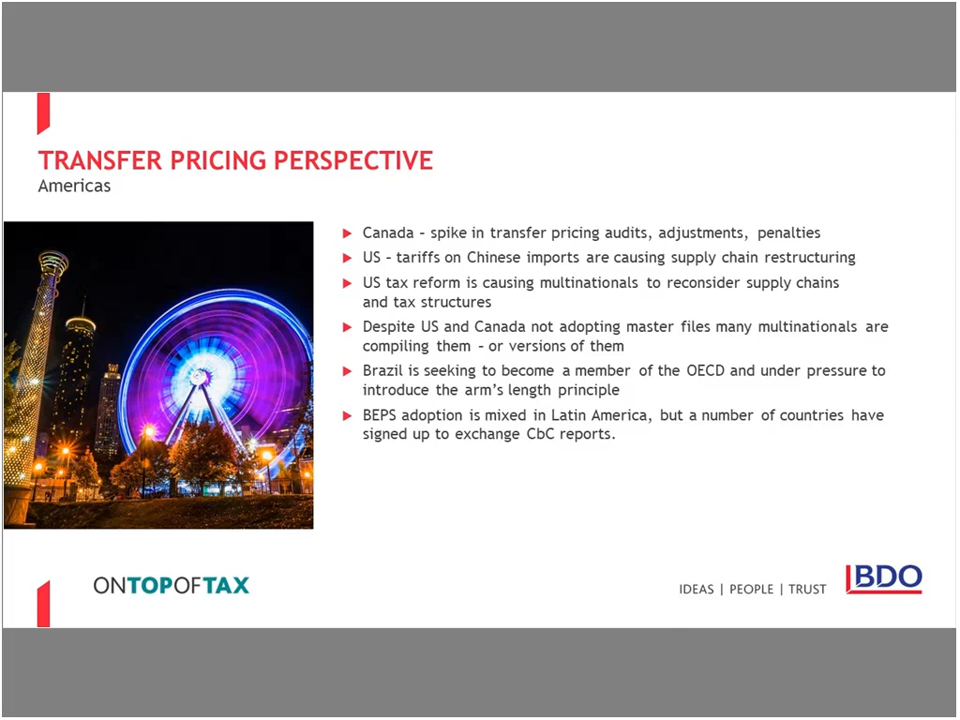 TRANSFER PRICING PERSPECTIVE
Americas
Canada – spike in transfer pricing audits, adjustments, penalties
US – tariffs on Chinese imports are causing supply chain restructuring
US tax reform is causing multinationals to reconsider supply chains
and tax structures
Despite US and Canada not adopting master files many multinationals are
compiling them – or versions of them
Brazil is seeking to become a member of the OECD and under pressure to
introduce the arm's length principle
BEPS adoption is mixed in Latin America, but a number of countries have
signed up to exchange CbC reports.
ONTOPOFTAX
IDEAS | PEOPLE | TRUST
BDO